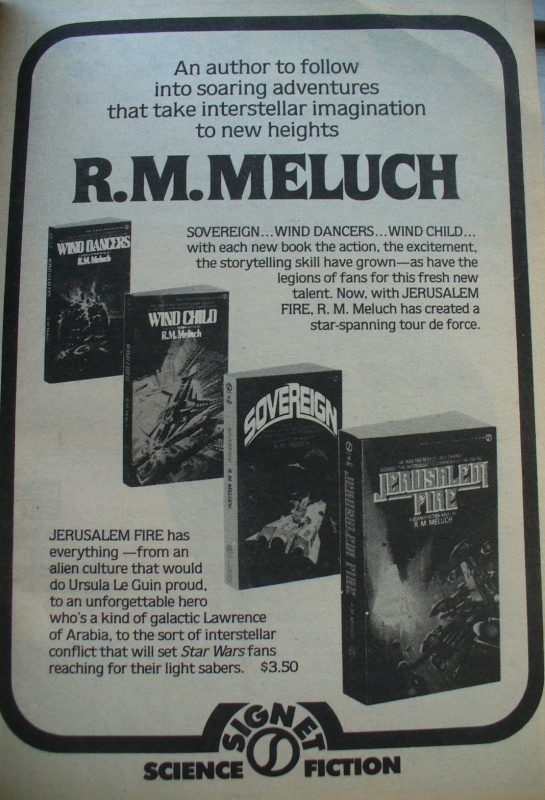 An author to follow
into soaring adventures
that take interstellar imagination
to new heights
R.M.MELUCH
SOVEREIGN...WIND DANCERS...WIND CHILD...
with each new book the action, the excitement,
the storytelling skill have grown—as have the
legions of fans for this fresh new
talent. Now, with JERUSALEM
FIRE, R. M. Meluch has created a
star-spanning tour de force.
WIND DANCERS
R.M. Meluch
WIND CHILD
R.M. Meluch
SOVEREIGN
R.M. MELUCH
JERUSALEM
FIRE
R.M. MELUCH
JERUSALEM FIRE
JERUSALEM FIRE has
everything —from an
alien culture that would
do Ursula Le Guin proud,
to an unforgettable hero
who's a kind of galactic Lawrence
of Arabia, to the sort of interstellar
conflict that will set Star Wars fans
reaching for their light sabers. $3.50
SIGNET
SCIENCE FICTION